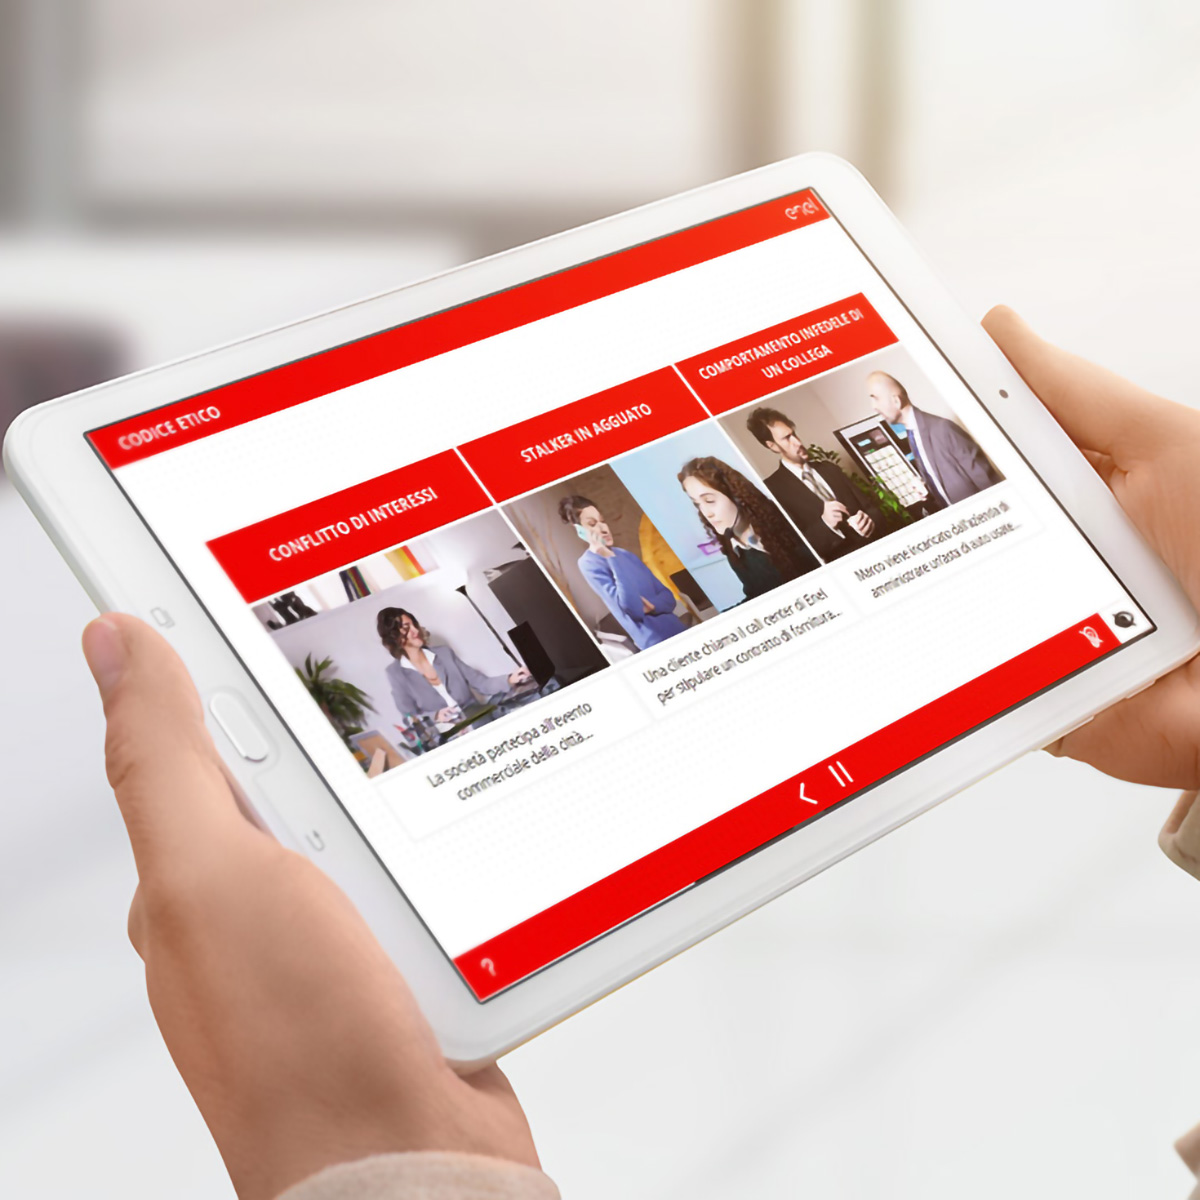 enel
CODICE ETICO
CONFLITTO DI INTERESSI
La società partecipa all'evento
commerciale della città...
STALKER IN AGGUATO
Una cliente chiama il call center di Enel
per stipulare un contratto di fornitura...
COMPORTAMENTO INFEDELE DI
UN COLLEGA
Marco viene incaricato dall'azienda di
amministrare un'asta di auto usate...
?